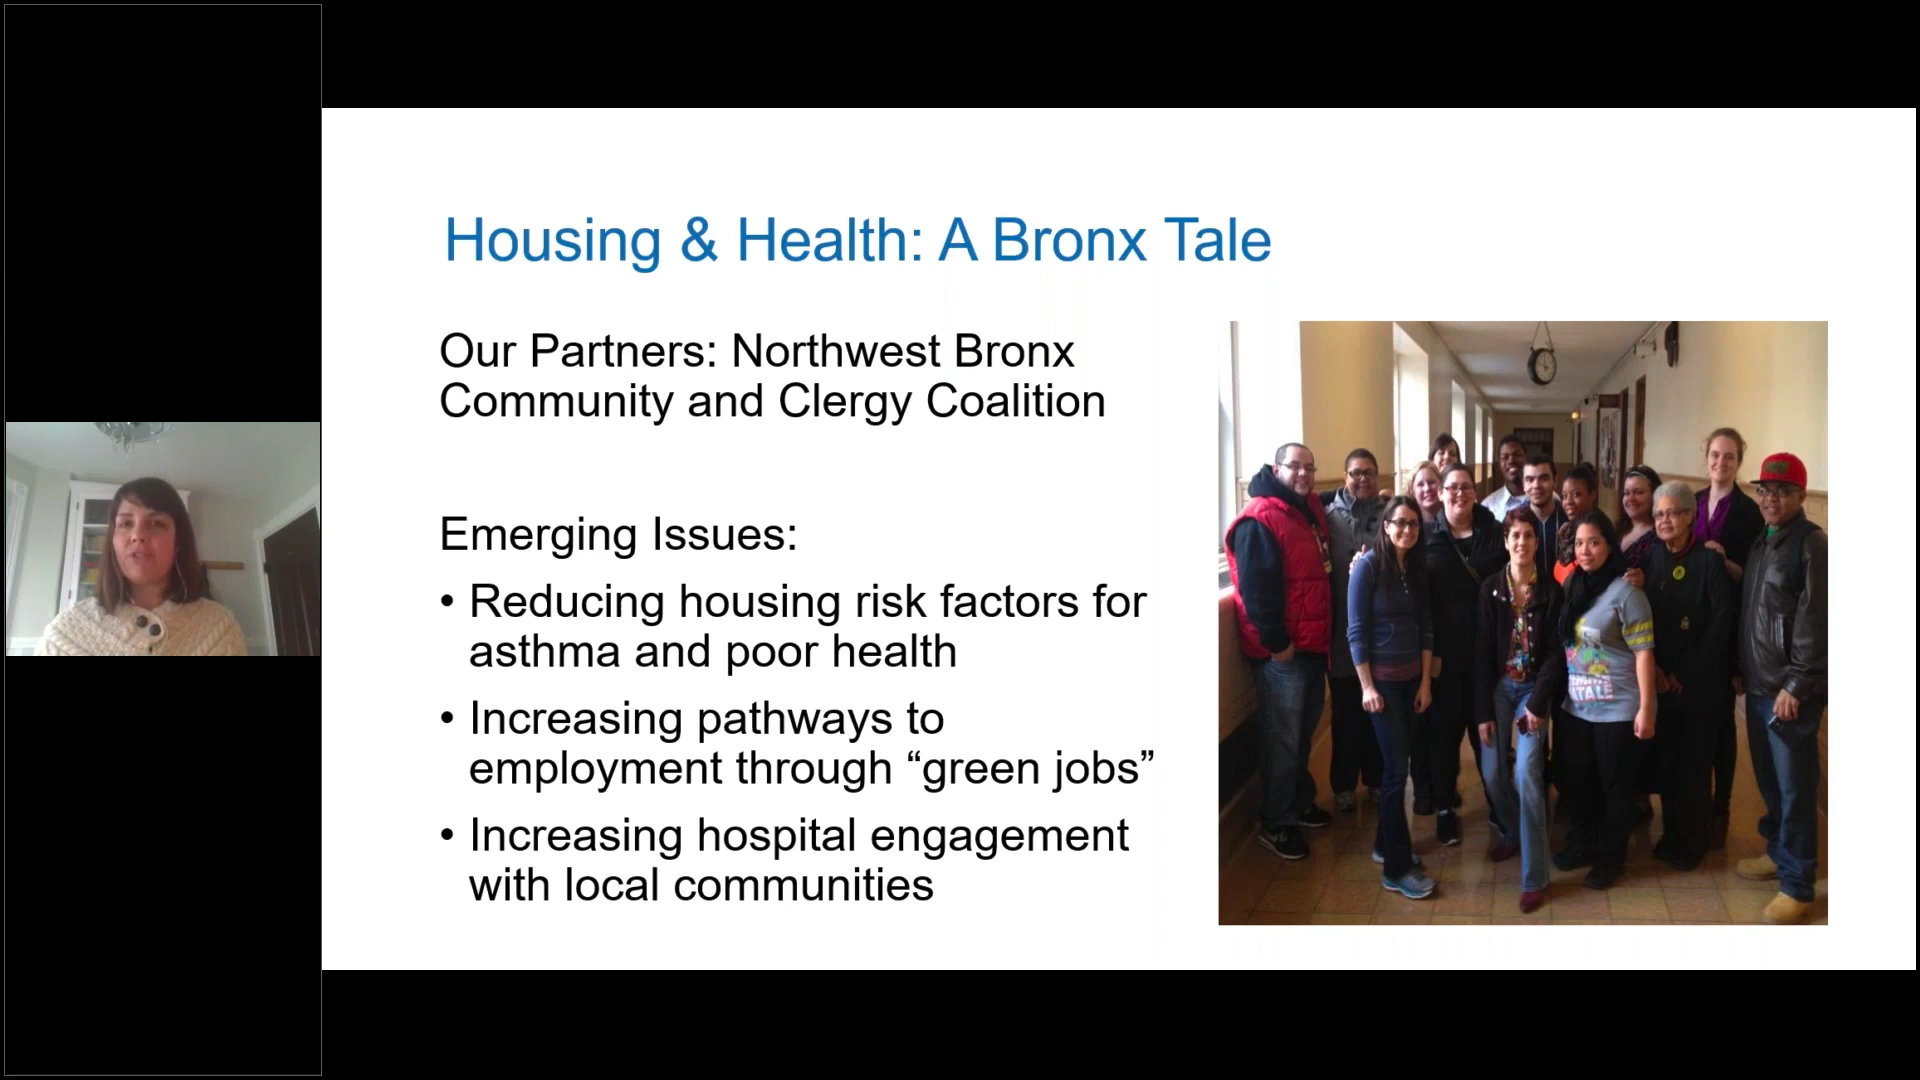 Housing & Health: A Bronx Tale
Our Partners: Northwest Bronx
Community and Clergy Coalition
Emerging Issues:
• Reducing housing risk factors for
asthma and poor health
• Increasing pathways to
employment through “green jobs”
• Increasing hospital engagement
with local communities